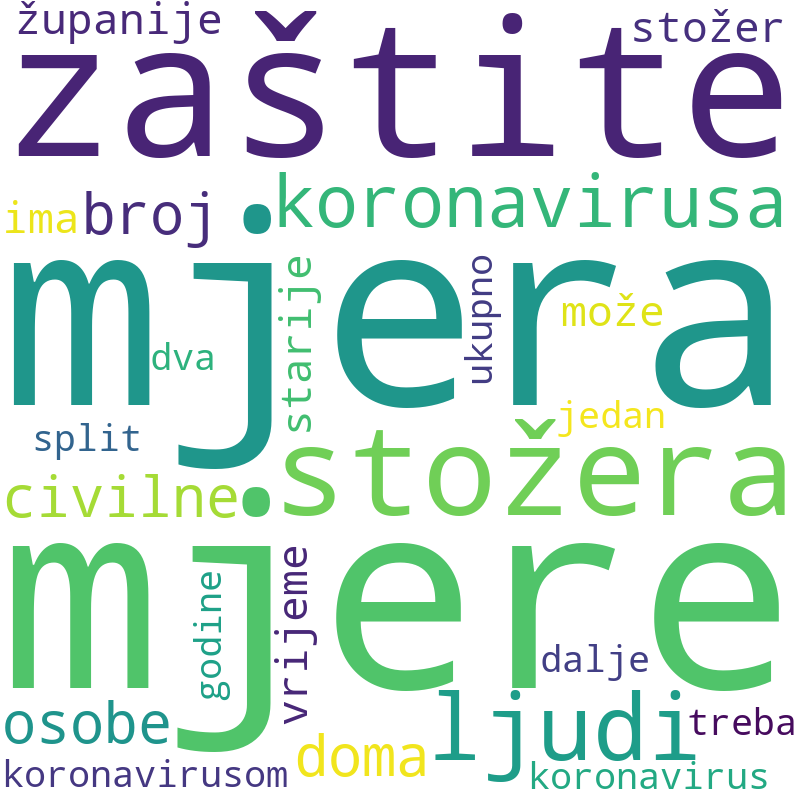 županije
stožer
zaštite
koronavirusa
ima
broj
mjera
starije
ukupno
može
dva
jedan
split
stožera
civilne
mjere
godine
vrijeme
dalje
ljudi
osobe
treba
doma
koronavirusom
koronavirus